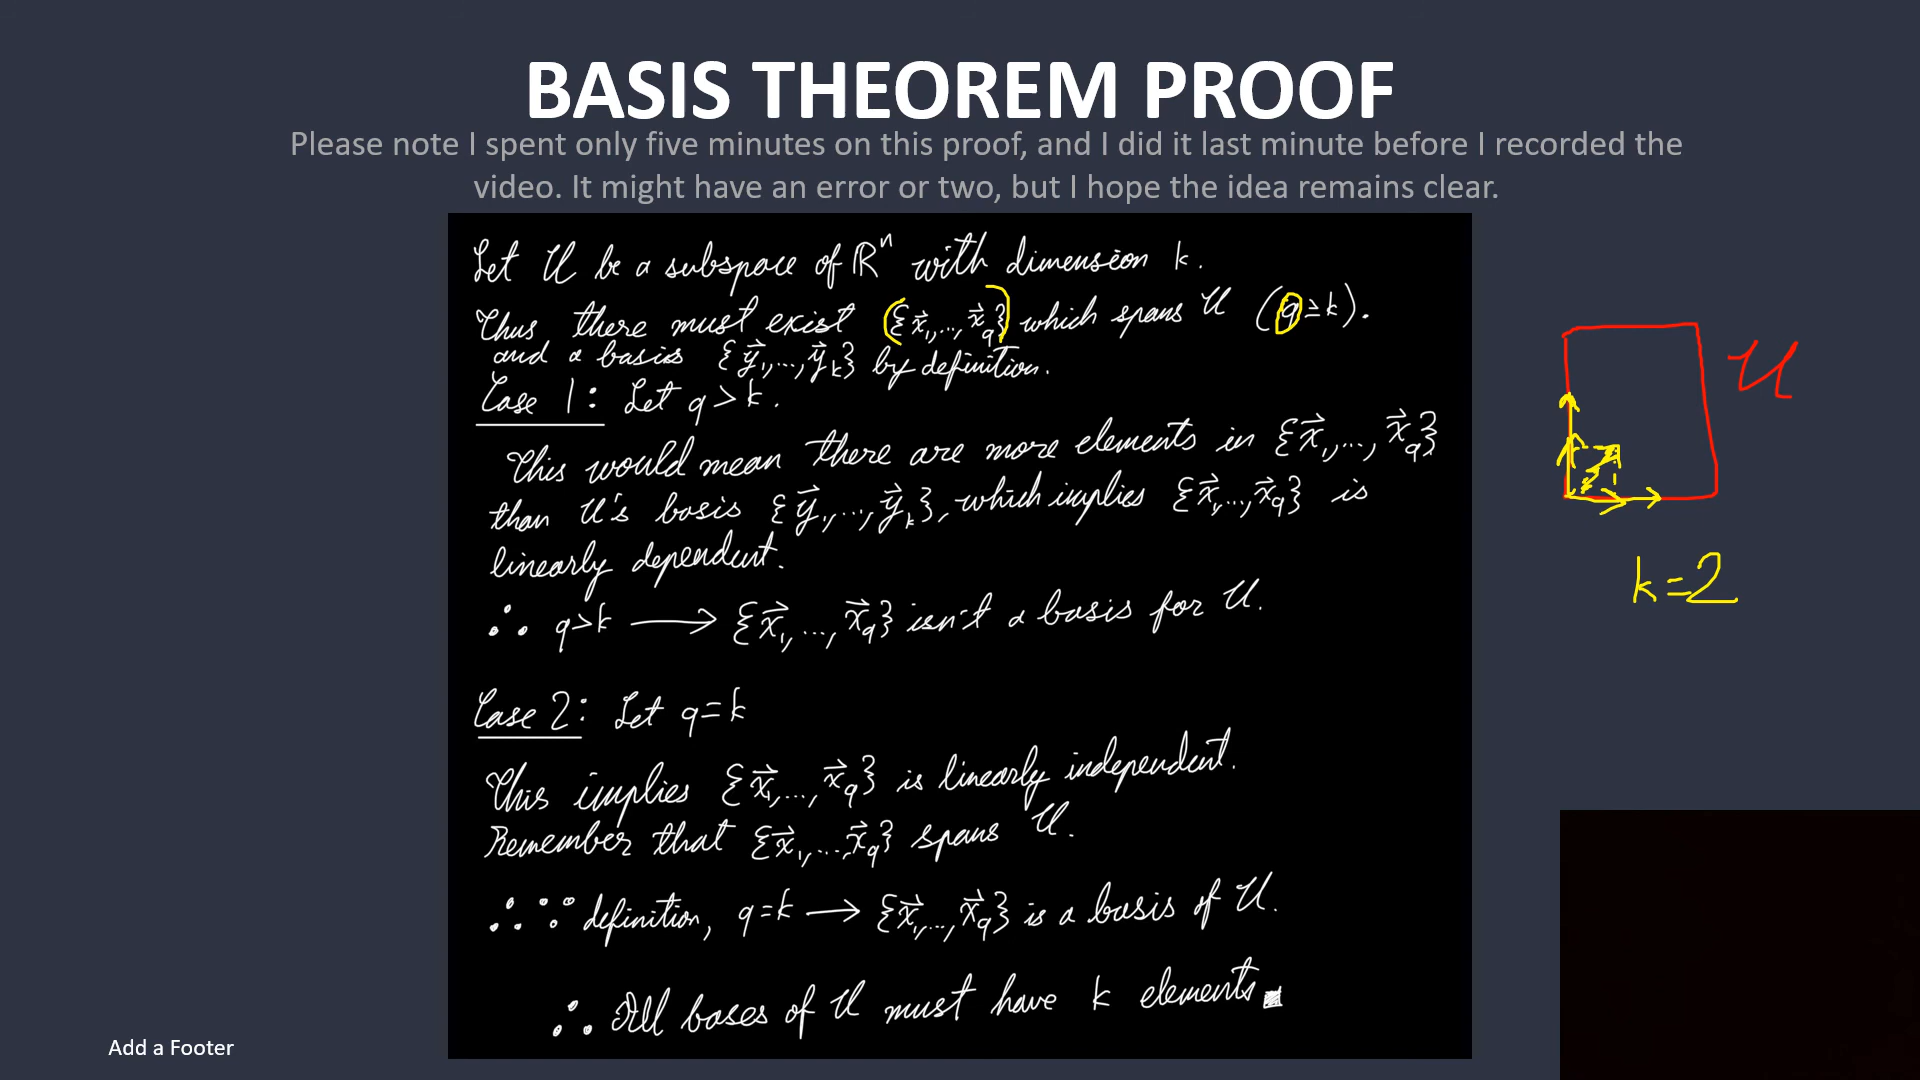 BASIS THEOREM PROOF
Please note I spent only five minutes on this proof, and I did it last minute before I recorded the
video. It might have an error or two, but I hope the idea remains clear.
Let U be a subspace of ℝⁿ with dimension k.
Thus there must exist {x⃗₁,...,x⃗q} which spans U (q≥k).
and a basis {y⃗₁,...,y⃗k} by definition.
Case 1: Let q>k.
This would mean there are more elements in {x⃗₁,...,x⃗q}
than U's basis {y⃗₁,...,y⃗k}, which implies {x⃗₁,...,x⃗q} is
linearly dependent.
∴ q>k ⟶ {x⃗₁,...,x⃗q} isn't a basis for U.
Case 2: Let q=k
This implies {x⃗₁,...,x⃗q} is linearly independent.
Remember that {x⃗₁,...,x⃗q} spans U.
∴ ∵ definition, q=k ⟶ {x⃗₁,...,x⃗q} is a basis of U.
∴ All bases of U must have k elements.
U
k=2
Add a Footer